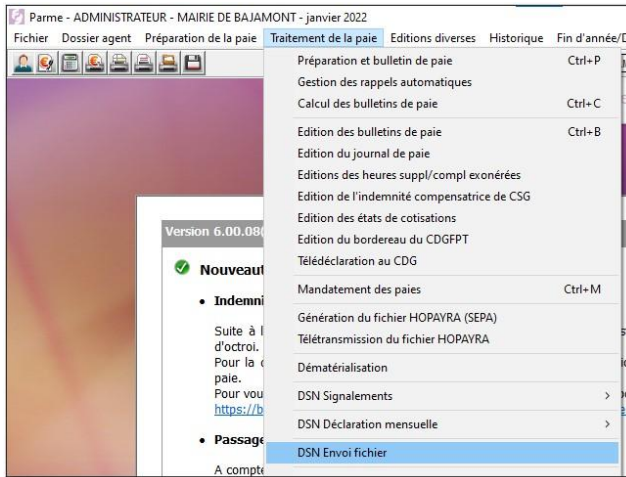 Parme - ADMINISTRATEUR - MAIRIE DE BAJAMONT - janvier 2022
Fichier Dossier agent Préparation de la paie Traitement de la paie Editions diverses Historique Fin d'année/D
Préparation et bulletin de paie Ctrl+P
Gestion des rappels automatiques
Calcul des bulletins de paie Ctrl+C
Edition des bulletins de paie Ctrl+B
Edition du journal de paie
Editions des heures suppl/compl exonérées
Edition de l'indemnité compensatrice de CSG
Edition des états de cotisations
Edition du bordereau du CDGFPT
Télédéclaration au CDG
Mandatement des paies Ctrl+M
Génération du fichier HOPAYRA (SEPA)
Télétransmission du fichier HOPAYRA
Dématérialisation
DSN Signalements >
DSN Déclaration mensuelle >
DSN Envoi fichier
Version 6.00.08(
Nouveaut
• Indemni
Suite à l
d'octroi.
Pour la
paie.
Pour vou
https://b
• Passage
A compte